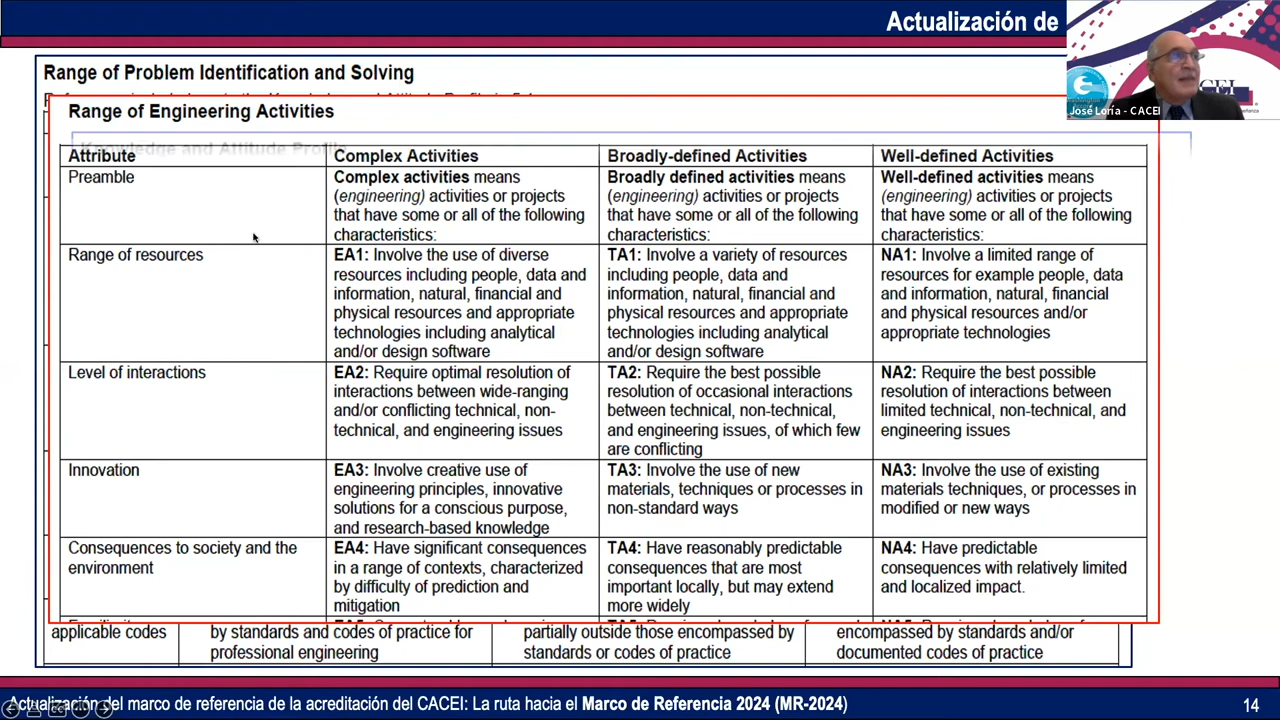 Actualización de
José Loría - CACEI
Range of Problem Identification and Solving
Range of Engineering Activities
Knowledge and Attitude Profile
Attribute
Complex Activities
Broadly-defined Activities
Well-defined Activities
Preamble
Complex activities means
(engineering) activities or projects
that have some or all of the following
characteristics:
Broadly defined activities means
(engineering) activities or projects
that have some or all of the following
characteristics:
Well-defined activities means
(engineering) activities or projects
that have some or all of the following
characteristics:
Range of resources
EA1: Involve the use of diverse
resources including people, data and
information, natural, financial and
physical resources and appropriate
technologies including analytical
and/or design software
TA1: Involve a variety of resources
including people, data and
information, natural, financial and
physical resources and appropriate
technologies including analytical
and/or design software
NA1: Involve a limited range of
resources for example people, data
and information, natural, financial
and physical resources and/or
appropriate technologies
Level of interactions
EA2: Require optimal resolution of
interactions between wide-ranging
and/or conflicting technical, non-
technical, and engineering issues
TA2: Require the best possible
resolution of occasional interactions
between technical, non-technical,
and engineering issues, of which few
are conflicting
NA2: Require the best possible
resolution of interactions between
limited technical, non-technical, and
engineering issues
Innovation
EA3: Involve creative use of
engineering principles, innovative
solutions for a conscious purpose,
and research-based knowledge
TA3: Involve the use of new
materials, techniques or processes in
non-standard ways
NA3: Involve the use of existing
materials techniques, or processes in
modified or new ways
Consequences to society and the
environment
EA4: Have significant consequences
in a range of contexts, characterized
by difficulty of prediction and
mitigation
TA4: Have reasonably predictable
consequences that are most
important locally, but may extend
more widely
NA4: Have predictable
consequences with relatively limited
and localized impact.
applicable codes
by standards and codes of practice for
professional engineering
partially outside those encompassed by
standards or codes of practice
encompassed by standards and/or
documented codes of practice
Actualización del marco de referencia de la acreditación del CACEI: La ruta hacia el Marco de Referencia 2024 (MR-2024)
14